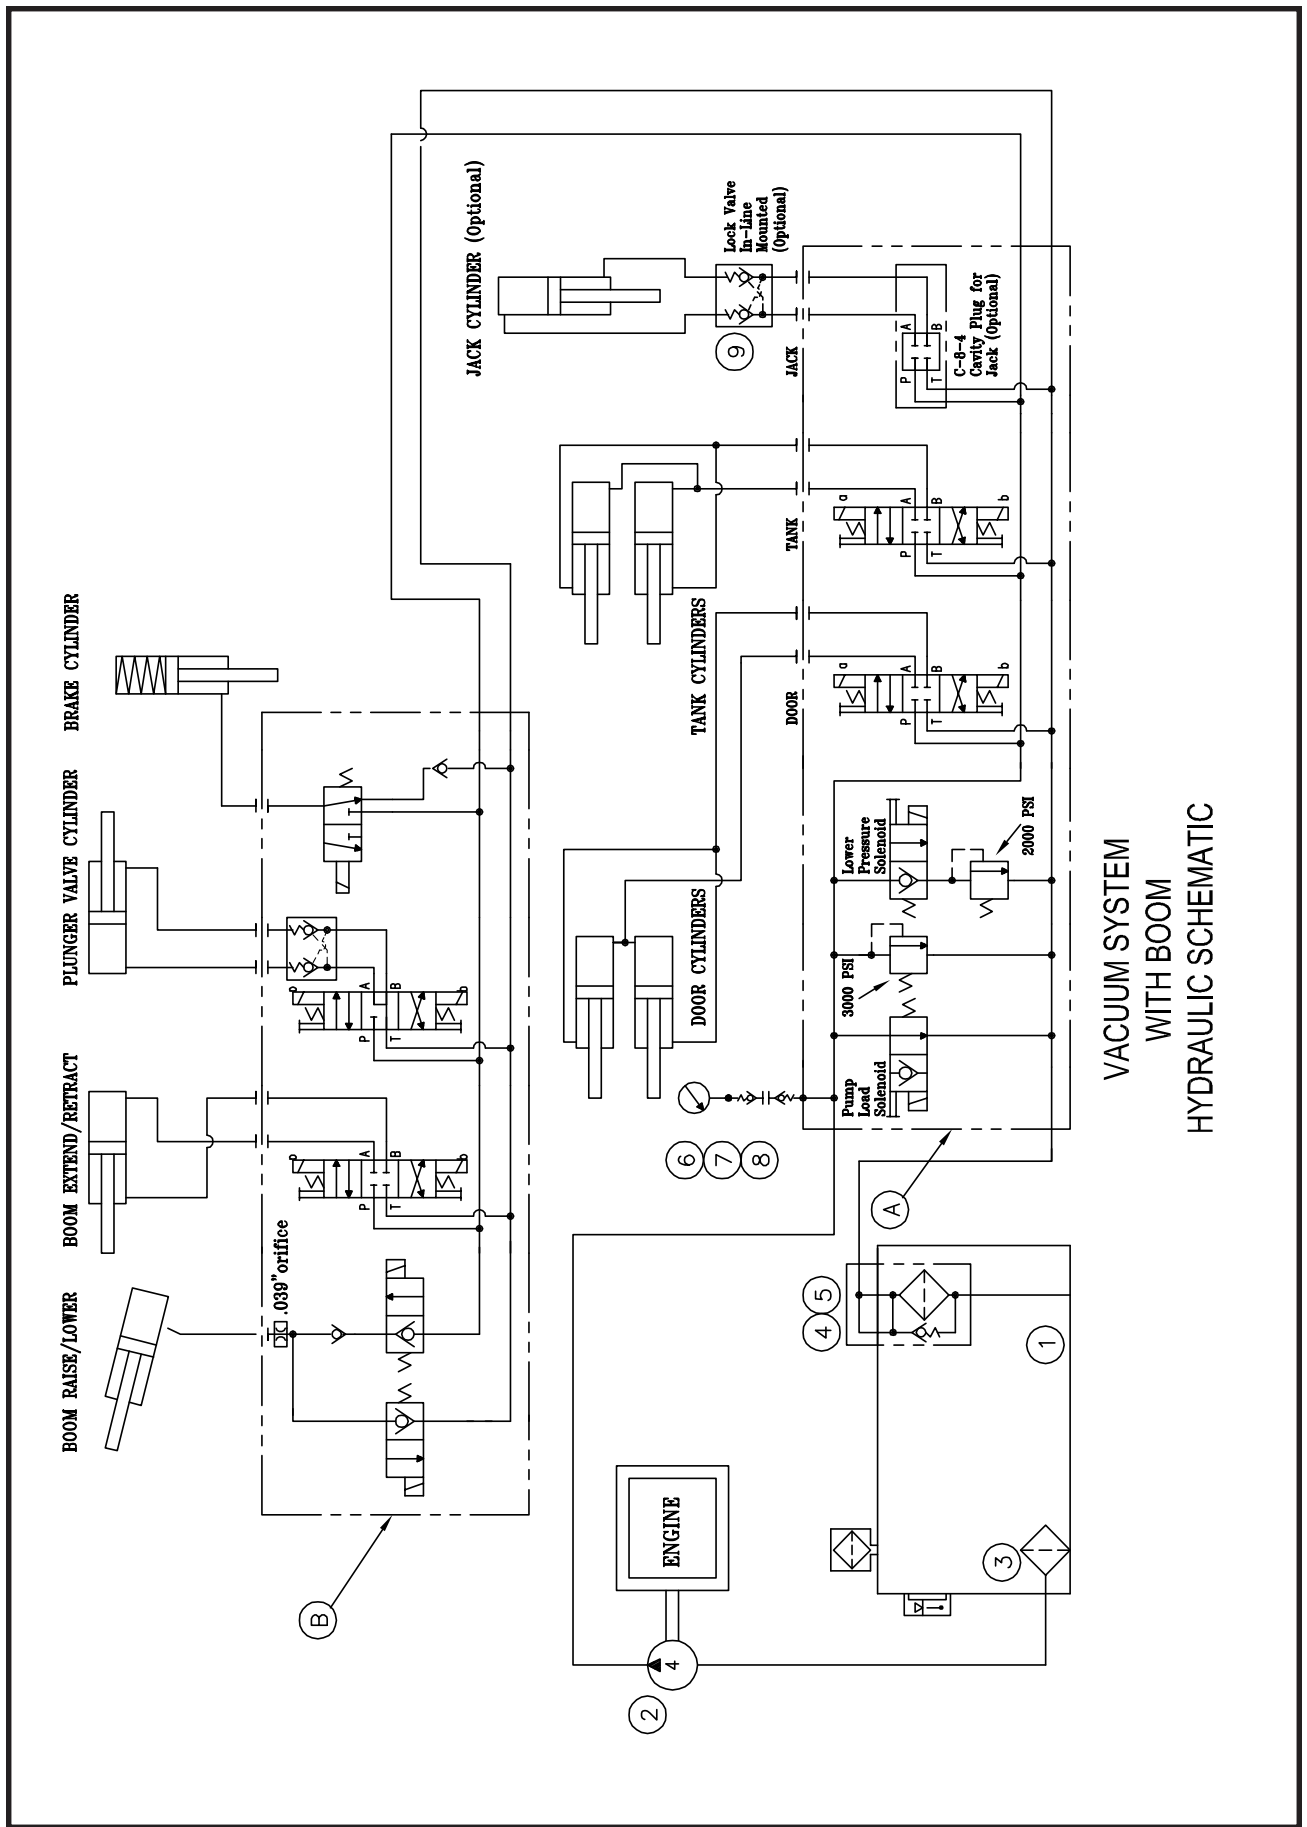 BOOM RAISE/LOWER
BOOM EXTEND/RETRACT
PLUNGER VALVE CYLINDER
BRAKE CYLINDER
.039"orifice
A
B
P
T
A
B
P
T
B
JACK CYLINDER (Optional)
Lock Valve
In-Line
Mounted
(Optional)
9
ENGINE
4
2
DOOR CYLINDERS
TANK CYLINDERS
6
7
8
DOOR
TANK
JACK
a
A
B
b
P
T
a
A
B
b
P
T
A
B
P
T
C-8-4
Cavity Plug for
Jack (Optional)
Pump
Load
Solenoid
3000 PSI
Lower
Pressure
Solenoid
2000 PSI
A
4
5
1
3
VACUUM SYSTEM
WITH BOOM
HYDRAULIC SCHEMATIC